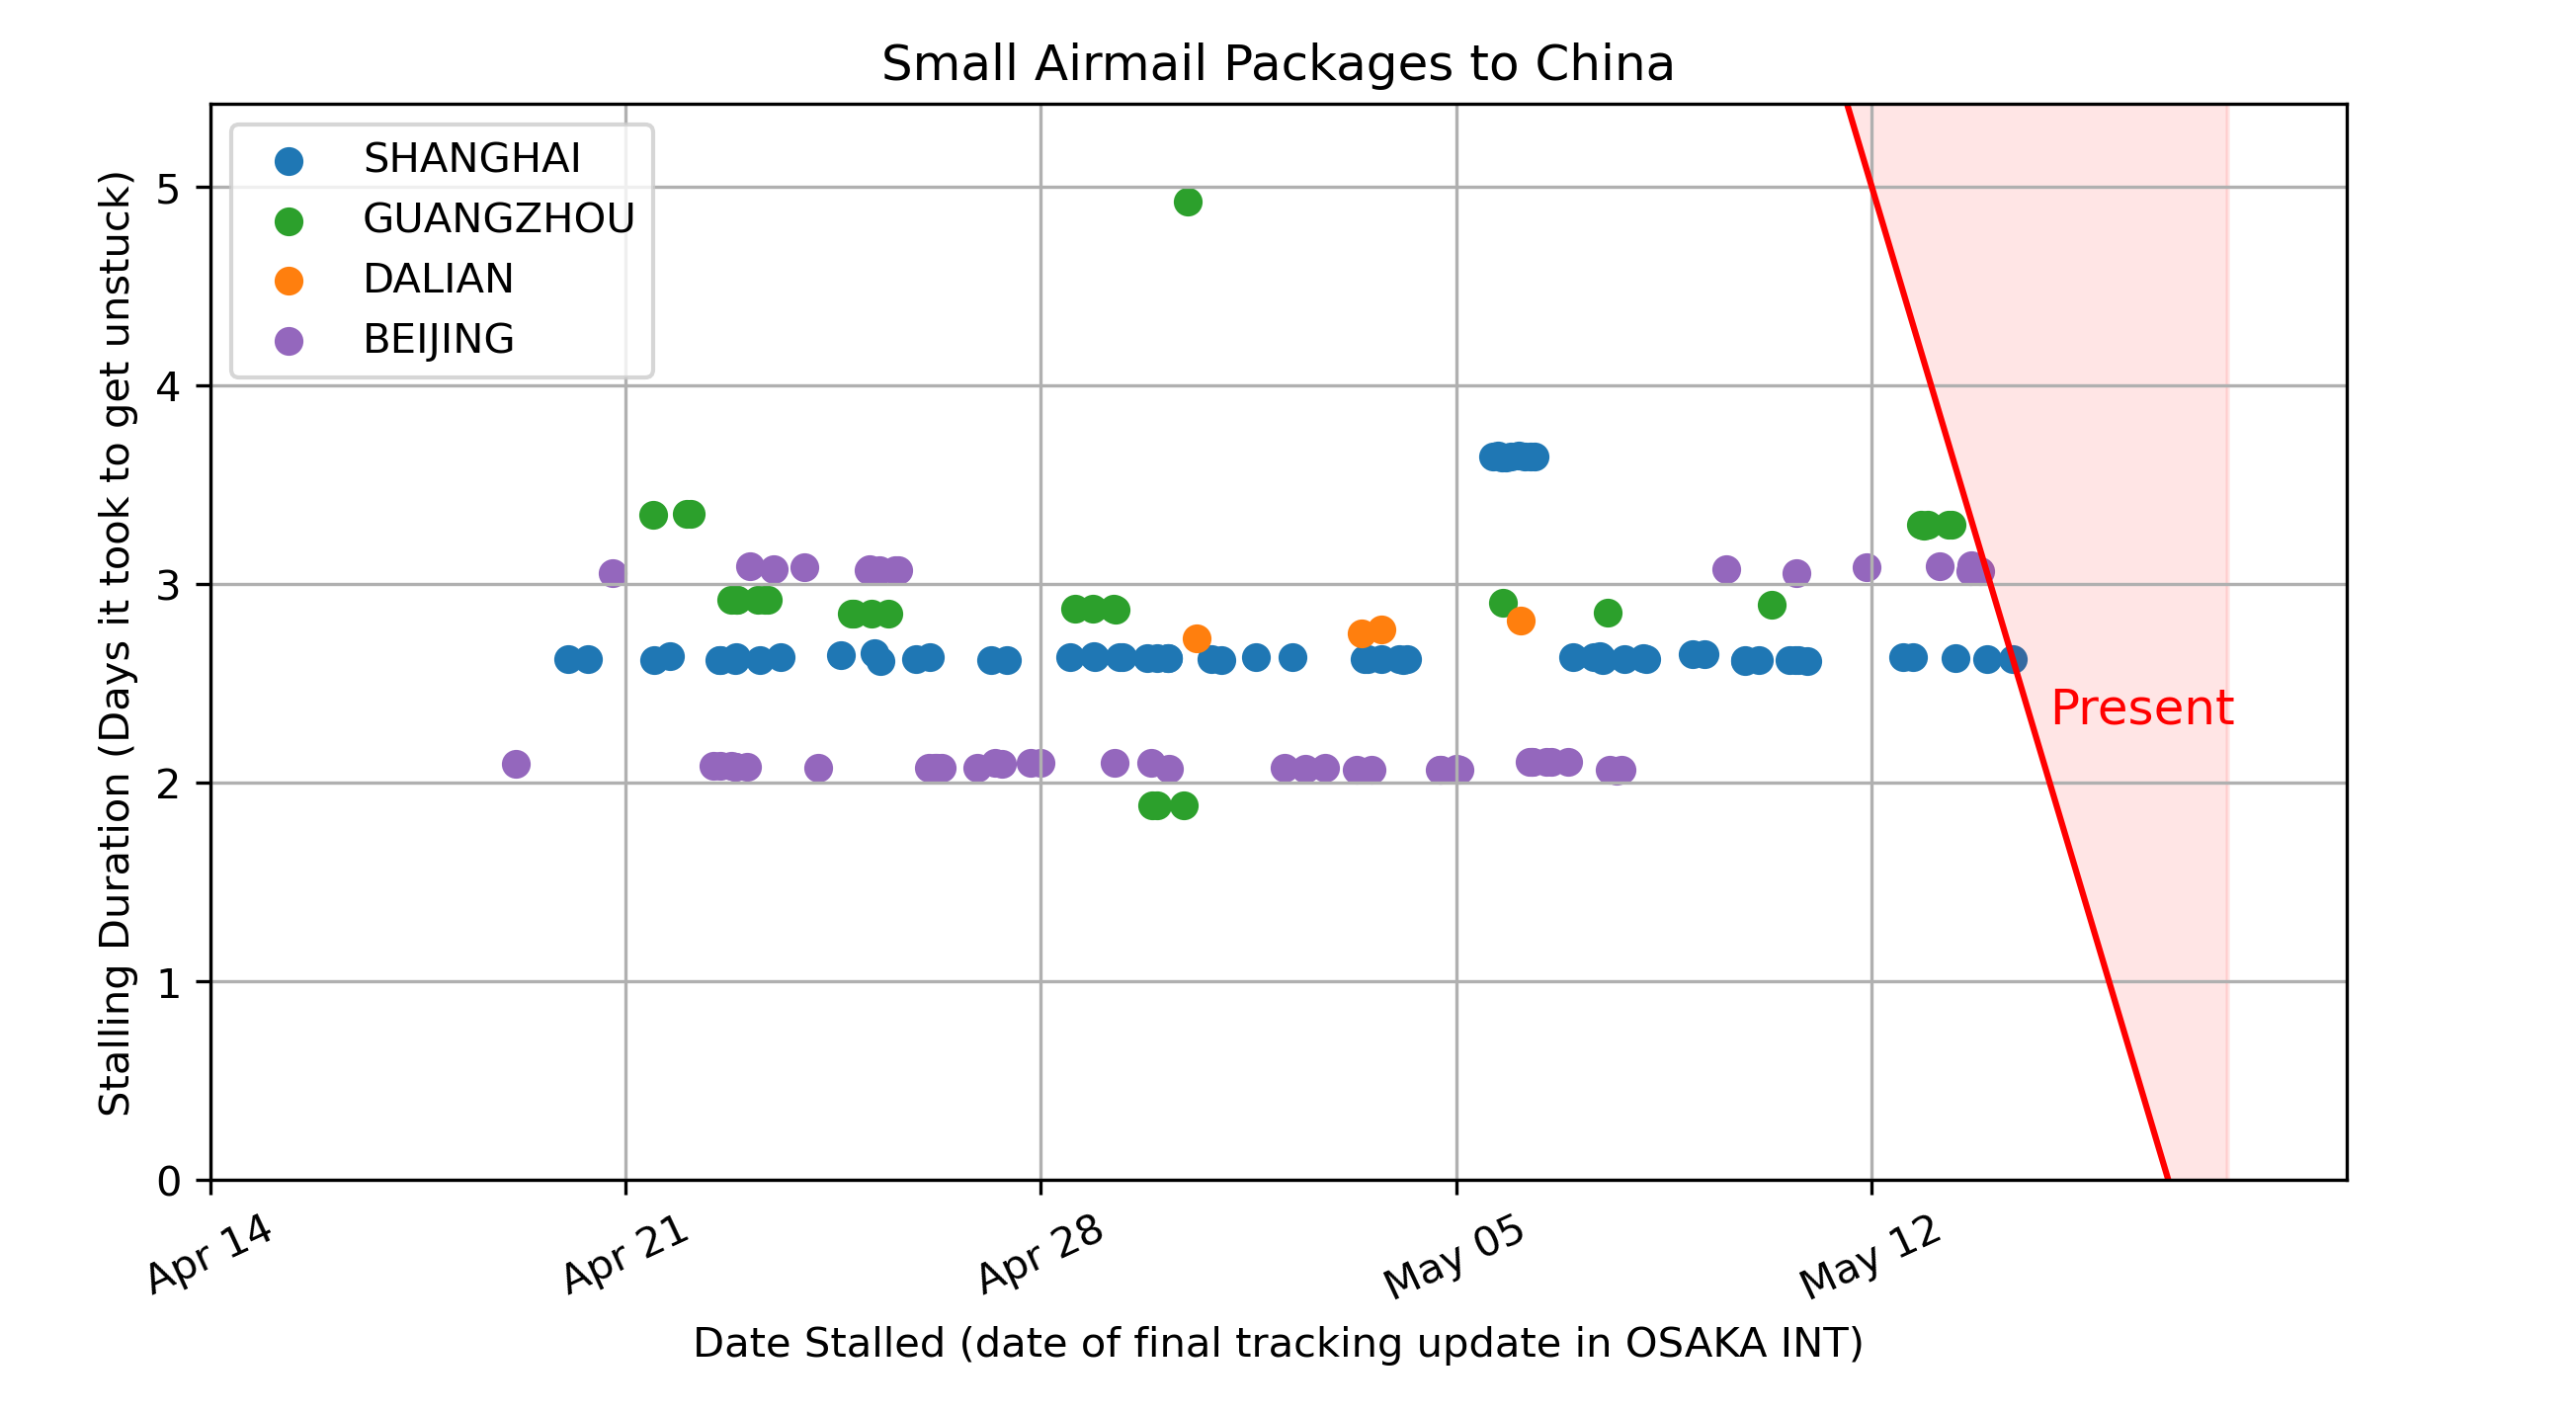 Small Airmail Packages to China
SHANGHAI
GUANGZHOU
DALIAN
BEIJING
Stalling Duration (Days it took to get unstuck)
5
4
3
2
1
0
Present
Apr 14
Apr 21
Apr 28
May 05
May 12
Date Stalled (date of final tracking update in OSAKA INT)